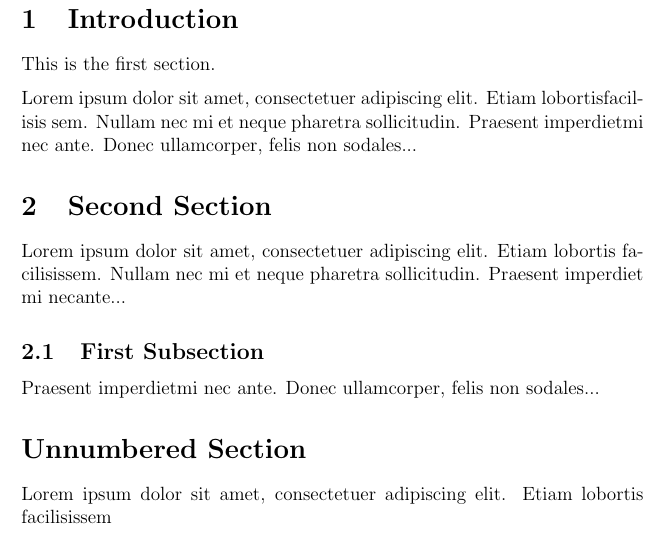 1 Introduction
This is the first section.
Lorem ipsum dolor sit amet, consectetuer adipiscing elit. Etiam lobortisfacil-
isis sem. Nullam nec mi et neque pharetra sollicitudin. Praesent imperdietmi
nec ante. Donec ullamcorper, felis non sodales...
2 Second Section
Lorem ipsum dolor sit amet, consectetuer adipiscing elit. Etiam lobortis fa-
cilisissem. Nullam nec mi et neque pharetra sollicitudin. Praesent imperdiet
mi necante...
2.1 First Subsection
Praesent imperdietmi nec ante. Donec ullamcorper, felis non sodales...
Unnumbered Section
Lorem ipsum dolor sit amet, consectetuer adipiscing elit. Etiam lobortis
facilisissem